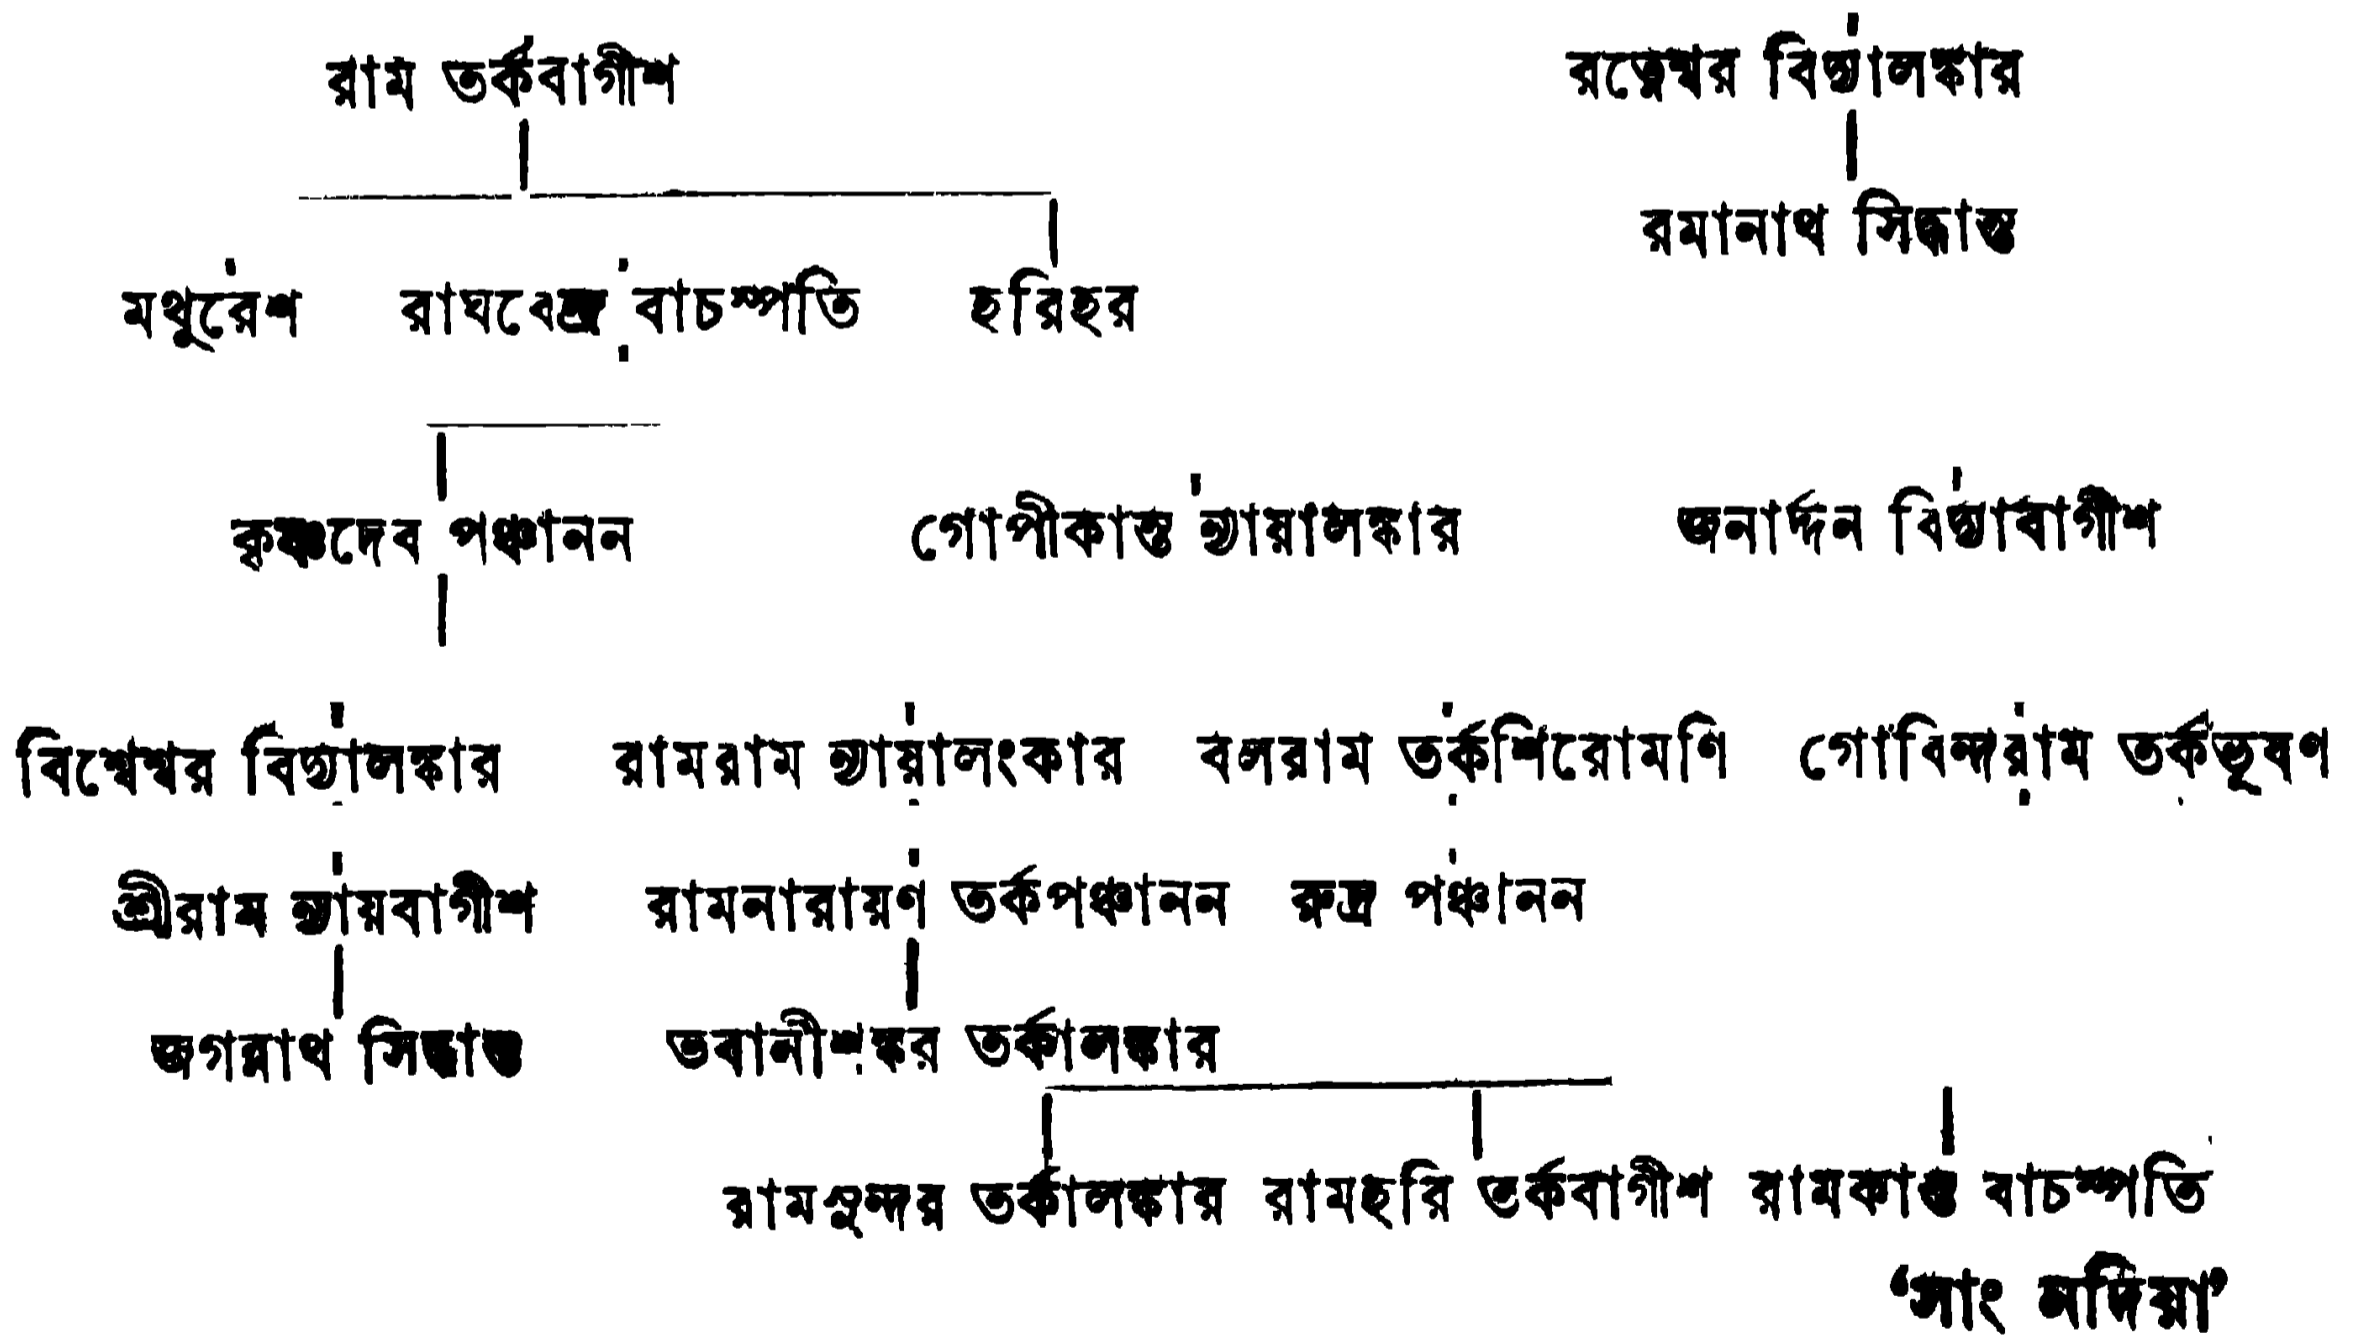 রাম তর্কবাগীশ রত্নেশ্বর বিদ্যালঙ্কার
রমানাথ সিদ্ধান্ত
মথুরেশ রাঘবেন্দ্র বাচস্পতি হরিহর
কৃষ্ণদেব পঞ্চানন গোপীকান্ত ন্যায়ালঙ্কার জনার্দ্দন বিদ্যাবাগীশ
বিশ্বেশ্বর বিদ্যালঙ্কার রামরাম ন্যায়ালংকার বলরাম তর্কশিরোমণি গোবিন্দরাম তর্কভূষণ
শ্রীরাম ন্যায়বাগীশ রামনারায়ণ তর্কপঞ্চানন রুদ্র পঞ্চানন
জগন্নাথ সিদ্ধান্ত ভবানীশঙ্কর তর্কালঙ্কার
রামসুন্দর তর্কালঙ্কার রামহরি তর্কবাগীশ রামকান্ত বাচস্পতি
‘সাং নদিয়া’